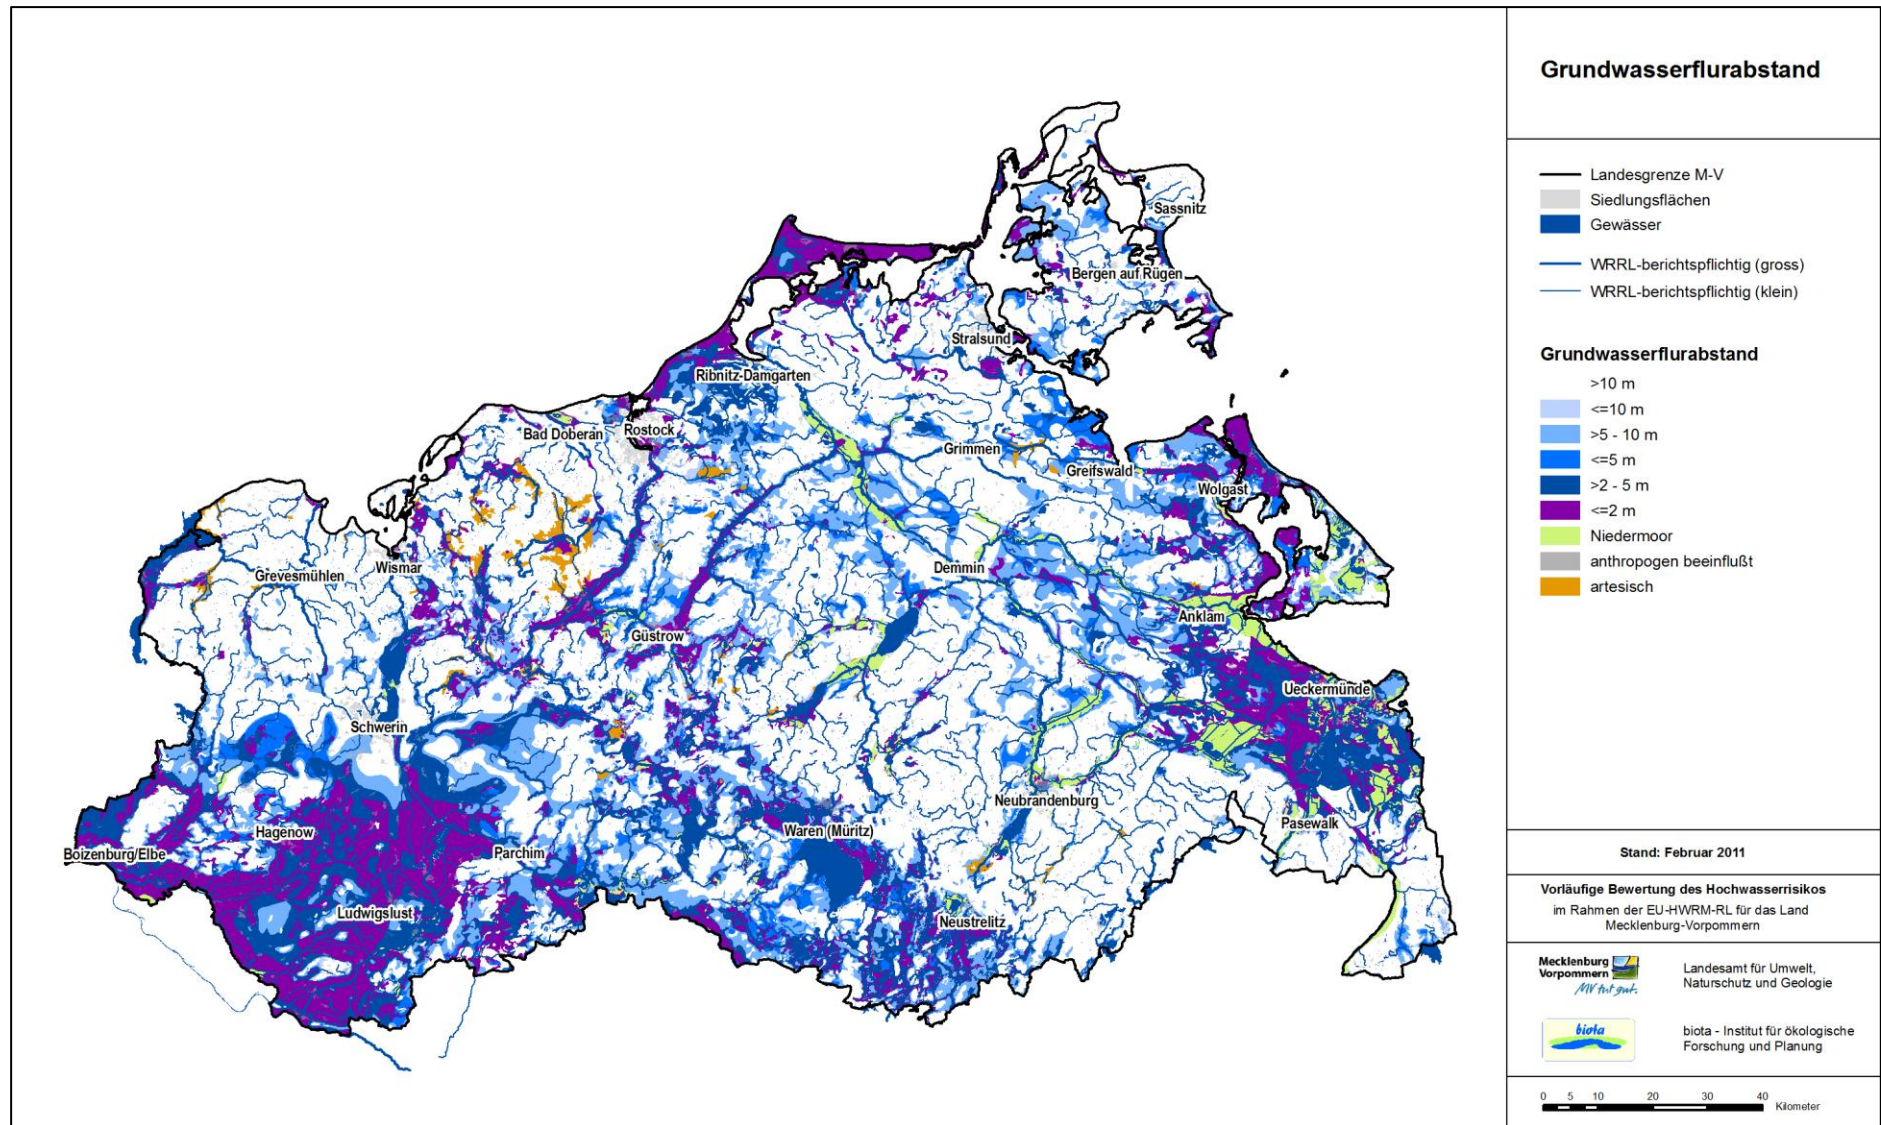 Grundwasserflurabstand
Landesgrenze M-V
Siedlungsflächen
Gewässer
WRRL-berichtspflichtig (gross)
WRRL-berichtspflichtig (klein)
Grundwasserflurabstand
>10 m
<=10 m
>5 - 10 m
<=5 m
>2 - 5 m
<=2 m
Niedermoor
anthropogen beeinflußt
artesisch
Stand: Februar 2011
Vorläufige Bewertung des Hochwasserrisikos
im Rahmen der EU-HWRM-RL für das Land
Mecklenburg-Vorpommern
Mecklenburg
Vorpommern
MV tut gut.
Landesamt für Umwelt,
Naturschutz und Geologie
biota
biota - Institut für ökologische
Forschung und Planung
0 5 10 20 30 40
Kilometer
Sassnitz
Bergen auf Rügen
Stralsund
Ribnitz-Damgarten
Bad Doberan
Rostock
Grimmen
Greifswald
Wolgast
Grevesmühlen
Wismar
Demmin
Güstrow
Anklam
Ueckermünde
Schwerin
Neubrandenburg
Pasewalk
Hagenow
Waren (Müritz)
Boizenburg/Elbe
Parchim
Ludwigslust
Neustrelitz